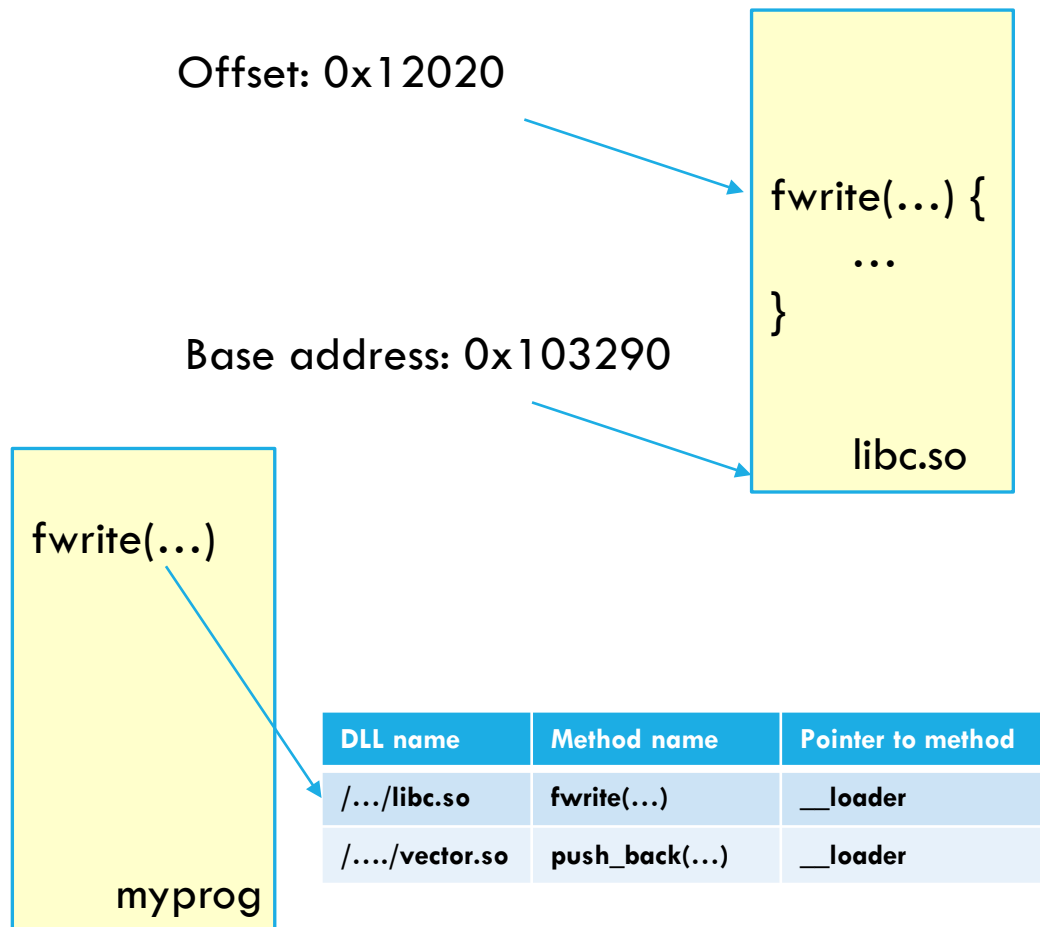 Offset: 0x12020
fwrite(...) {
...
}
Base address: 0x103290
libc.so
fwrite(...)
DLL name Method name Pointer to method
/.../libc.so fwrite(...) __loader
/..../vector.so push_back(...) __loader
myprog